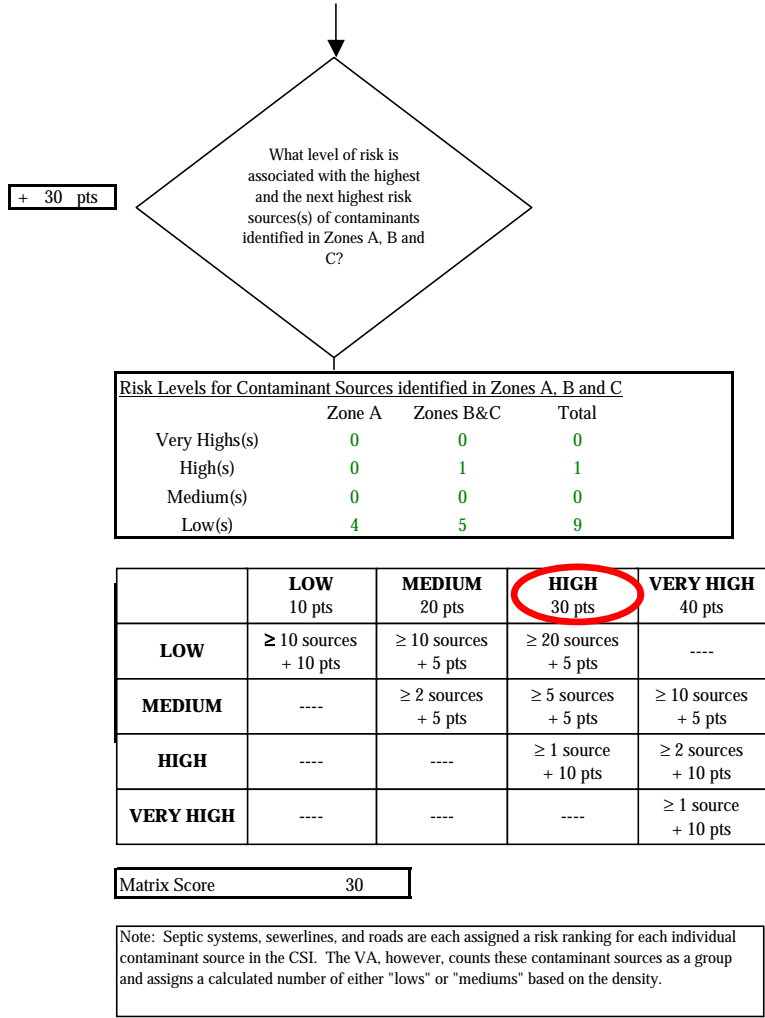 What level of risk is
associated with the highest
and the next highest risk
sources(s) of contaminants
identified in Zones A, B and
C?
+ 30 pts
Risk Levels for Contaminant Sources identified in Zones A, B and C
Zone A Zones B&C Total
Very Highs(s) 0 0 0
High(s) 0 1 1
Medium(s) 0 0 0
Low(s) 4 5 9
LOW MEDIUM HIGH VERY HIGH
10 pts 20 pts 30 pts 40 pts
LOW ≥ 10 sources + 10 pts ≥ 10 sources + 5 pts ≥ 20 sources + 5 pts ----
MEDIUM ---- ≥ 2 sources + 5 pts ≥ 5 sources + 5 pts ≥ 10 sources + 5 pts
HIGH ---- ---- ≥ 1 source + 10 pts ≥ 2 sources + 10 pts
VERY HIGH ---- ---- ---- ≥ 1 source + 10 pts
Matrix Score 30
Note: Septic systems, sewerlines, and roads are each assigned a risk ranking for each individual
contaminant source in the CSI. The VA, however, counts these contaminant sources as a group
and assigns a calculated number of either "lows" or "mediums" based on the density.